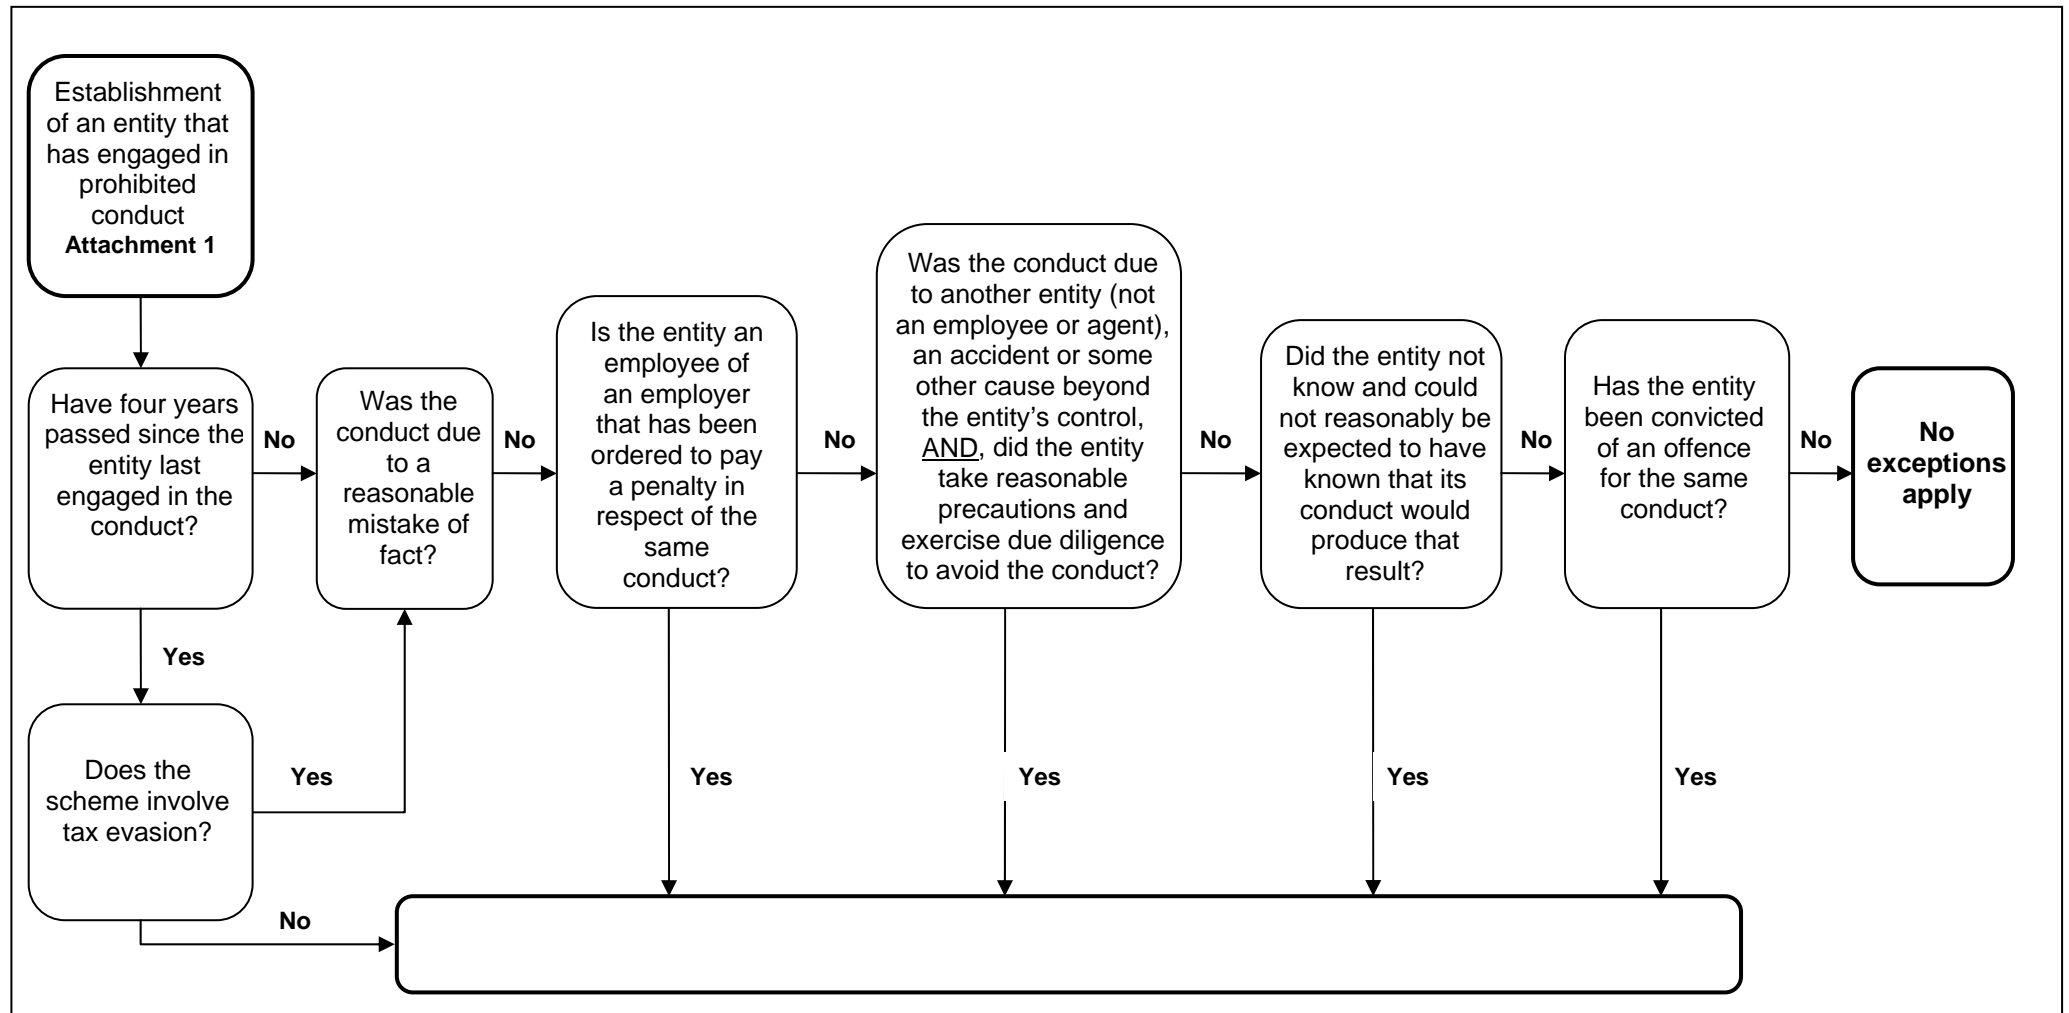 Establishment
of an entity that
has engaged in
prohibited
conduct
Attachment 1
Have four years
passed since the
entity last
engaged in the
conduct?
No
Was the
conduct due
to a
reasonable
mistake of
fact?
No
Is the entity an
employee of
an employer
that has been
ordered to pay
a penalty in
respect of the
same
conduct?
No
Was the conduct due
to another entity (not
an employee or agent),
an accident or some
other cause beyond
the entity’s control,
AND, did the entity
take reasonable
precautions and
exercise due diligence
to avoid the conduct?
No
Did the entity not
know and could
not reasonably be
expected to have
known that its
conduct would
produce that
result?
No
Has the entity
been convicted
of an offence
for the same
conduct?
No
No
exceptions
apply
Yes
Does the
scheme involve
tax evasion?
Yes
Yes
Yes
Yes
Yes
No